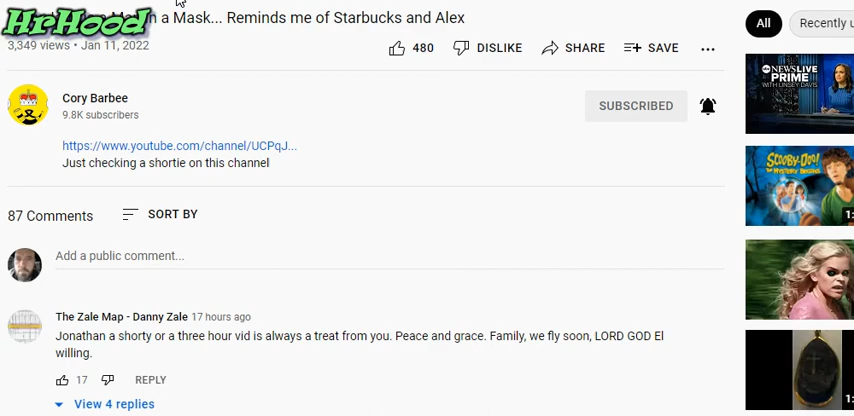 HrHood
in a Mask... Reminds me of Starbucks and Alex
3,349 views • Jan 11, 2022
480
DISLIKE
SHARE
SAVE
Cory Barbee
9.8K subscribers
SUBSCRIBED
https://www.youtube.com/channel/UCPqJ...
Just checking a shortie on this channel
87 Comments
SORT BY
Add a public comment...
The Zale Map - Danny Zale 17 hours ago
Jonathan a shorty or a three hour vid is always a treat from you. Peace and grace. Family, we fly soon, LORD GOD El
willing.
17
REPLY
View 4 replies
All
Recently u
abc NEWS LIVE
PRIME
WITH LINSEY DAVIS
SCOOBY-DOO!
THE MYSTERY BEGINS
1:
1: